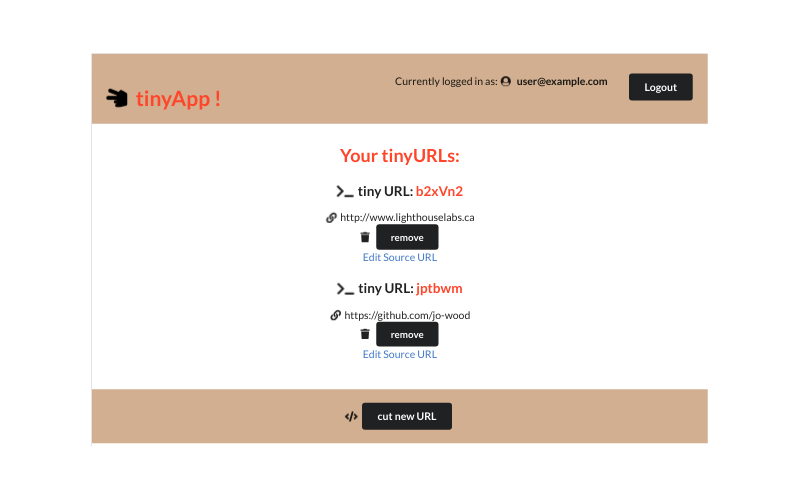 Currently logged in as: user@example.com
Logout
tinyApp !
Your tinyURLs:
tiny URL: b2xVn2
http://www.lighthouselabs.ca
remove
Edit Source URL
tiny URL: jptbwm
https://github.com/jo-wood
remove
Edit Source URL
cut new URL